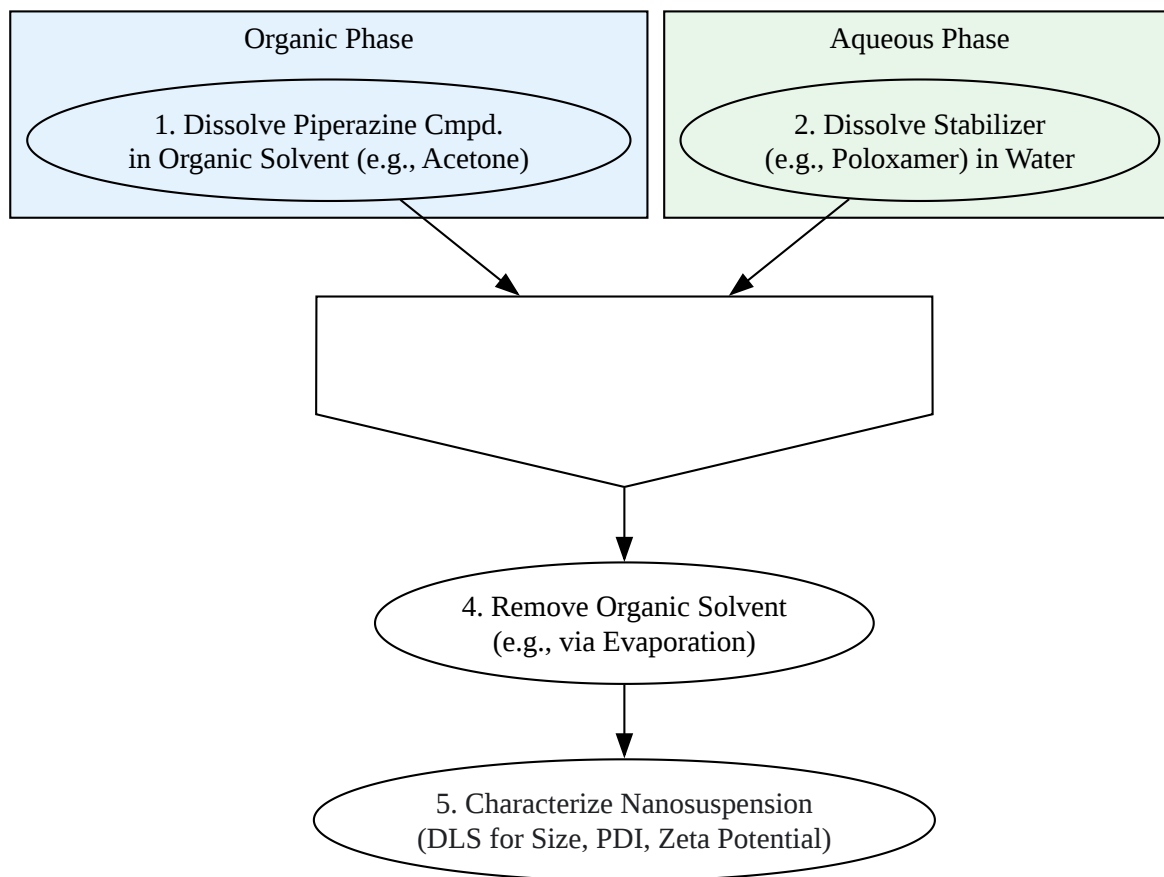 Organic Phase
Aqueous Phase
1. Dissolve Piperazine Cmpd.
in Organic Solvent (e.g., Acetone)
2. Dissolve Stabilizer
(e.g., Poloxamer) in Water
4. Remove Organic Solvent
(e.g., via Evaporation)
5. Characterize Nanosuspension
(DLS for Size, PDI, Zeta Potential)